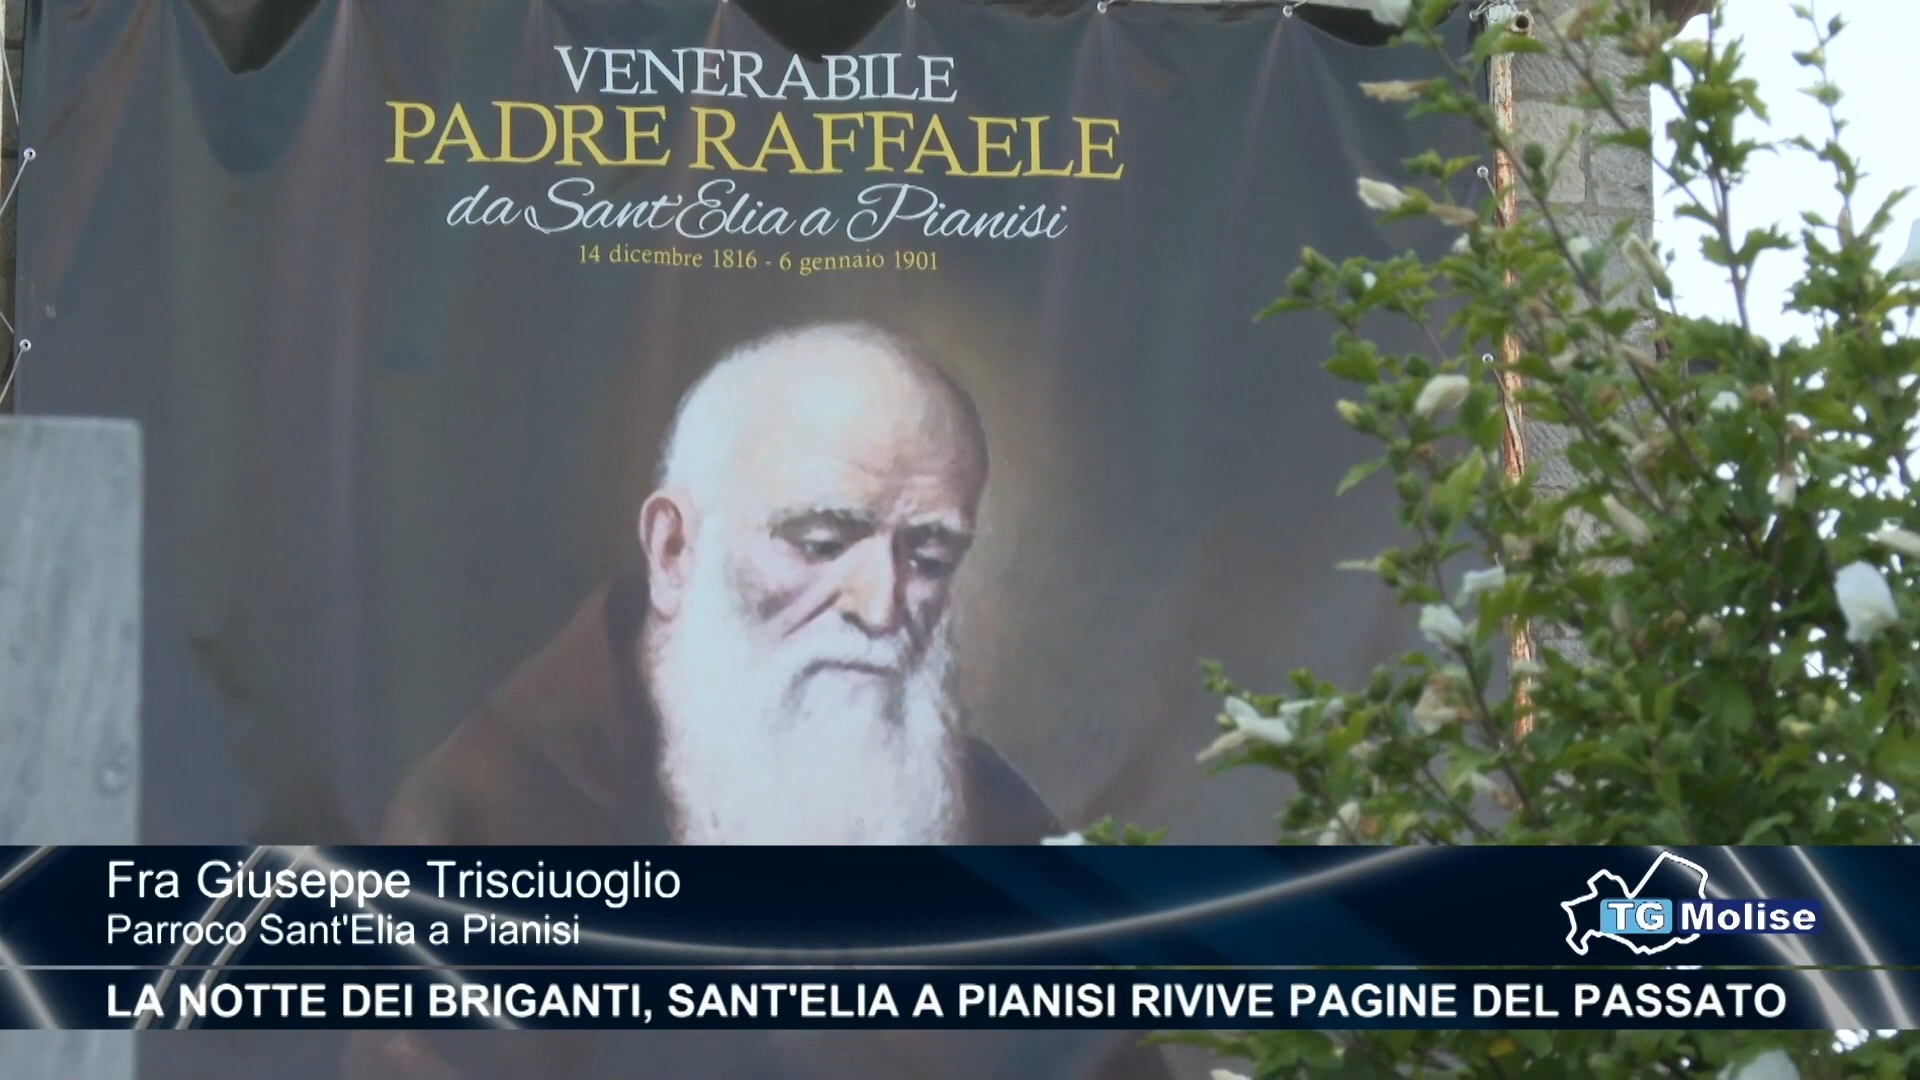 VENERABILE
PADRE RAFFAELE
da Sant'Elia a Pianisi
14 dicembre 1816 - 6 gennaio 1901
Fra Giuseppe Trisciuoglio
Parroco Sant'Elia a Pianisi
TG Molise
LA NOTTE DEI BRIGANTI, SANT'ELIA A PIANISI RIVIVE PAGINE DEL PASSATO